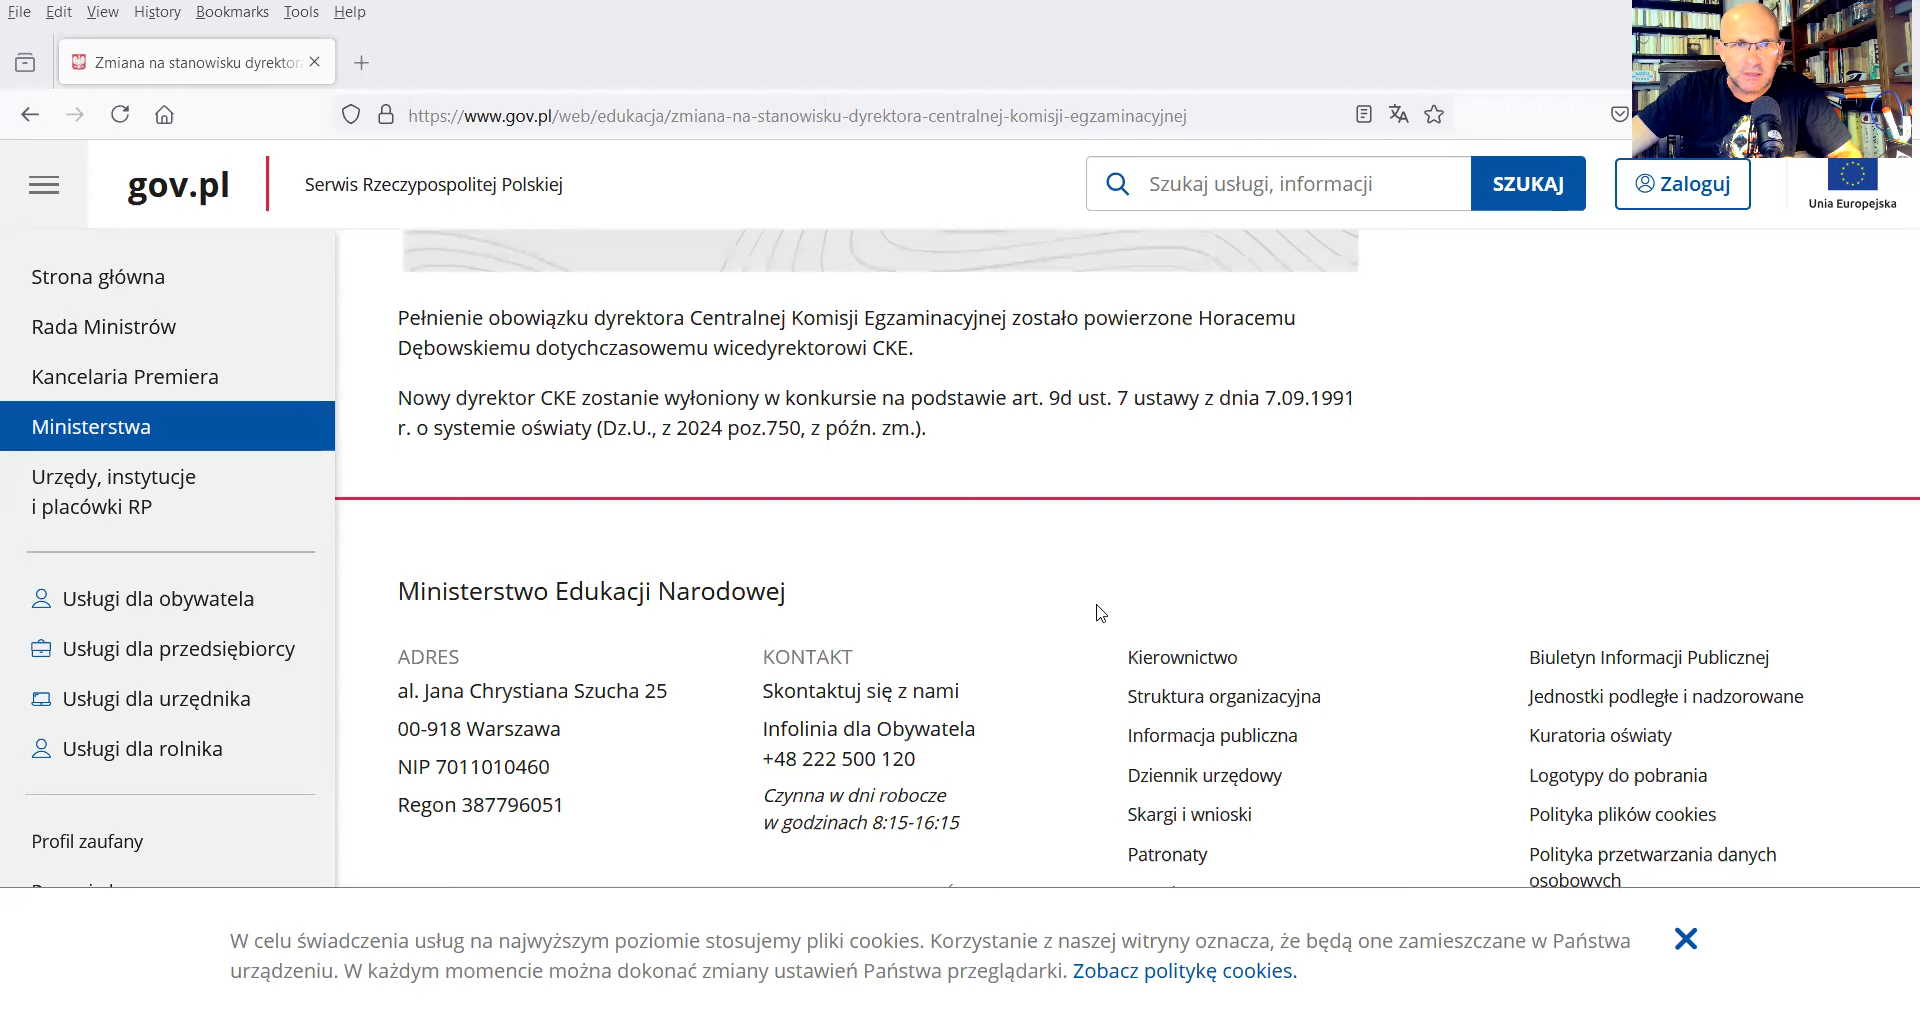 File Edit View History Bookmarks Tools Help
Zmiana na stanowisku dyrektor
https://www.gov.pl/web/edukacja/zmiana-na-stanowisku-dyrektora-centralnej-komisji-egzaminacyjnej
gov.pl
Serwis Rzeczypospolitej Polskiej
Szukaj usługi, informacji
SZUKAJ
Zaloguj
Unia Europejska
Strona główna
Rada Ministrów
Kancelaria Premiera
Ministerstwa
Urzędy, instytucje
i placówki RP
Usługi dla obywatela
Usługi dla przedsiębiorcy
Usługi dla urzędnika
Usługi dla rolnika
Profil zaufany
Pełnienie obowiązku dyrektora Centralnej Komisji Egzaminacyjnej zostało powierzone Horacemu
Dębowskiemu dotychczasowemu wicedyrektorowi CKE.
Nowy dyrektor CKE zostanie wyłoniony w konkursie na podstawie art. 9d ust. 7 ustawy z dnia 7.09.1991
r. o systemie oświaty (Dz.U., z 2024 poz.750, z późn. zm.).
Ministerstwo Edukacji Narodowej
ADRES
al. Jana Chrystiana Szucha 25
00-918 Warszawa
NIP 7011010460
Regon 387796051
KONTAKT
Skontaktuj się z nami
Infolinia dla Obywatela
+48 222 500 120
Czynna w dni robocze
w godzinach 8:15-16:15
Kierownictwo
Struktura organizacyjna
Informacja publiczna
Dziennik urzędowy
Skargi i wnioski
Patronaty
Biuletyn Informacji Publicznej
Jednostki podległe i nadzorowane
Kuratoria oświaty
Logotypy do pobrania
Polityka plików cookies
Polityka przetwarzania danych
osobowych
W celu świadczenia usług na najwyższym poziomie stosujemy pliki cookies. Korzystanie z naszej witryny oznacza, że będą one zamieszczane w Państwa
urządzeniu. W każdym momencie można dokonać zmiany ustawień Państwa przeglądarki. Zobacz politykę cookies.